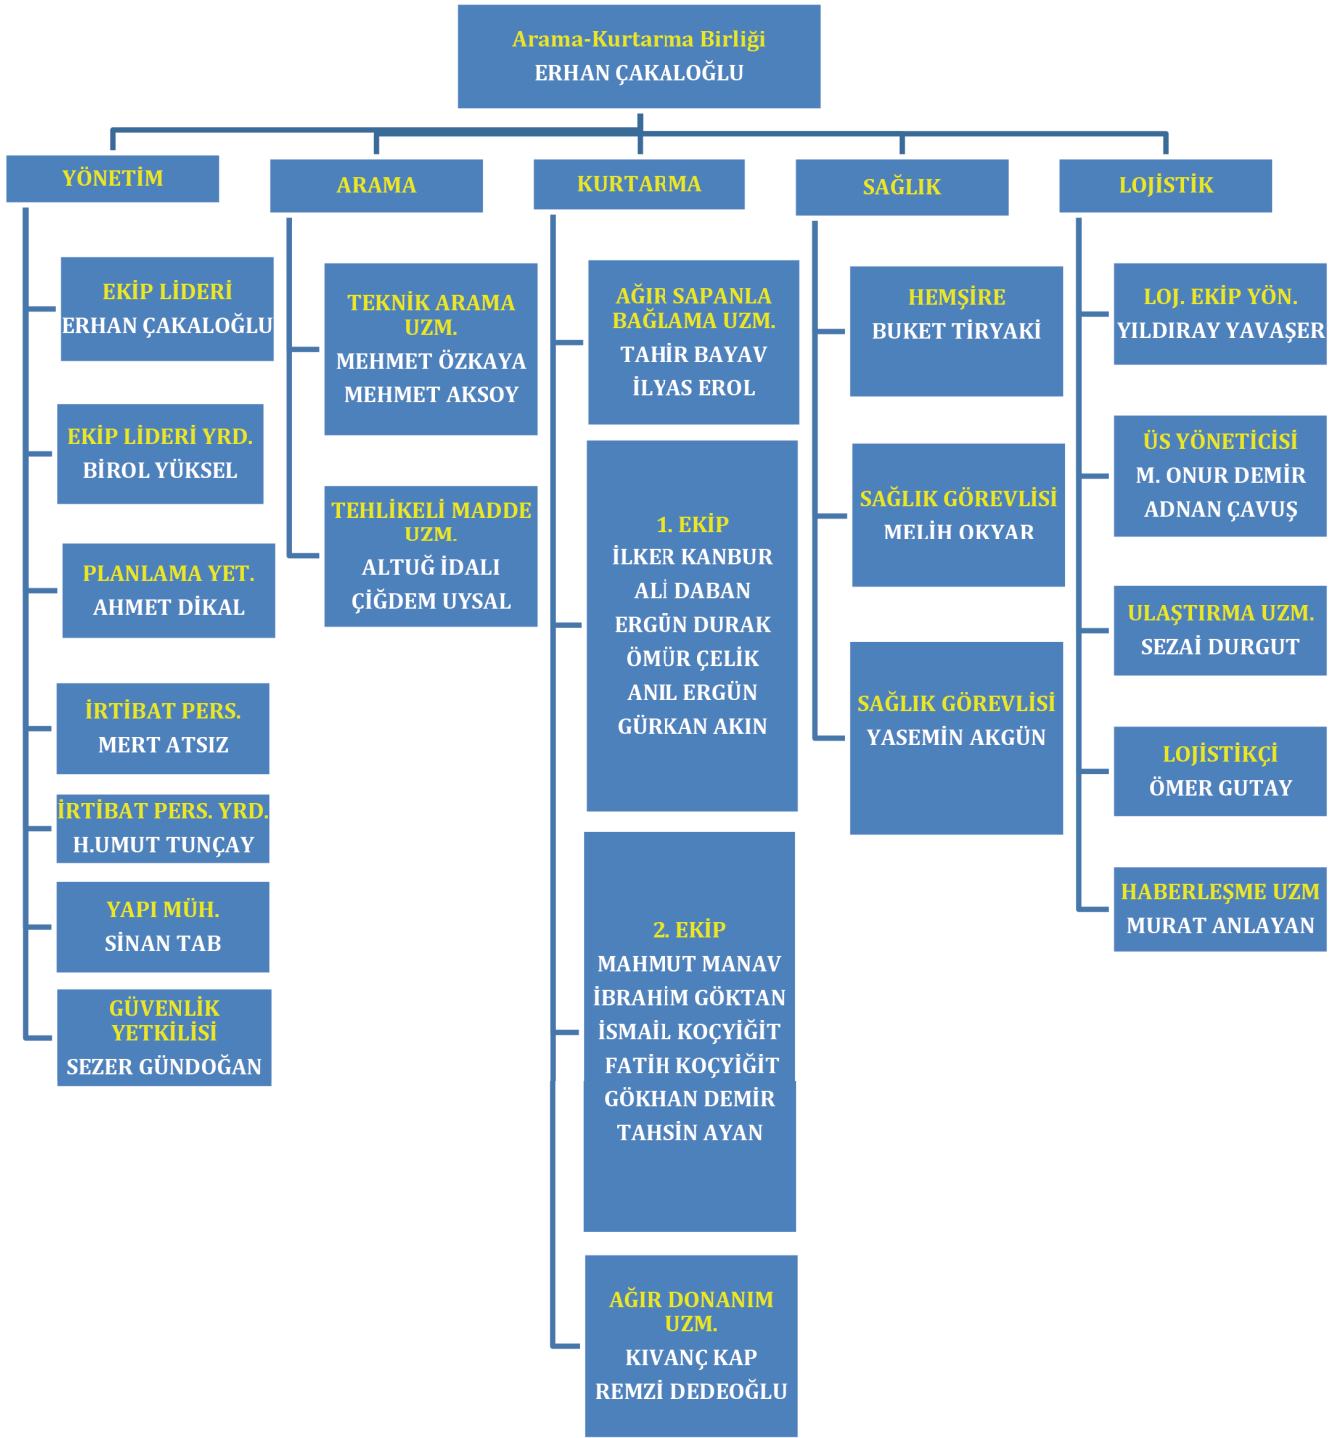 Arama-Kurtarma Birliği
ERHAN ÇAKALOĞLU
YÖNETİM
EKİP LİDERİ
ERHAN ÇAKALOĞLU
EKİP LİDERİ YRD.
BİROL YÜKSEL
PLANLAMA YET.
AHMET DİKAL
İRTİBAT PERS.
MERT ATSIZ
İRTİBAT PERS. YRD.
H.UMUT TUNÇAY
YAPI MÜH.
SİNAN TAB
GÜVENLİK
YETKİLİSİ
SEZER GÜNDOĞAN
ARAMA
TEKNİK ARAMA
UZM.
MEHMET ÖZKAYA
MEHMET AKSOY
TEHLİKELİ MADDE
UZM.
ALTUĞ İDALI
ÇİĞDEM UYSAL
KURTARMA
AĞIR SAPANLA
BAĞLAMA UZM.
TAHİR BAYAV
İLYAS EROL
1. EKİP
İLKER KANBUR
ALİ DABAN
ERGÜN DURAK
ÖMÜR ÇELİK
ANIL ERGÜN
GÜRKAN AKIN
2. EKİP
MAHMUT MANAV
İBRAHİM GÖKTAN
İSMAİL KOÇYİĞİT
FATİH KOÇYİĞİT
GÖKHAN DEMİR
TAHSİN AYAN
AĞIR DONANIM
UZM.
KIVANÇ KAP
REMZİ DEDEOĞLU
SAĞLIK
HEMŞİRE
BUKET TİRYAKİ
SAĞLIK GÖREVLİSİ
MELİH OKYAR
SAĞLIK GÖREVLİSİ
YASEMİN AKGÜN
LOJİSTİK
LOJ. EKİP YÖN.
YILDIRAY YAVAŞER
ÜS YÖNETİCİSİ
M. ONUR DEMİR
ADNAN ÇAVUŞ
ULAŞTIRMA UZM.
SEZAİ DURGUT
LOJİSTİKÇİ
ÖMER GUTAY
HABERLEŞME UZM
MURAT ANLAYAN